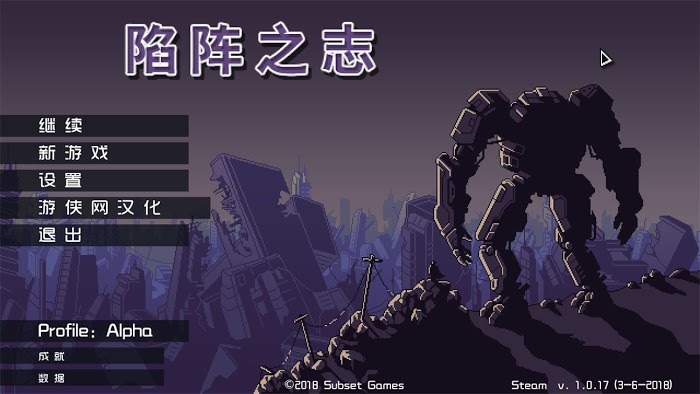 陷阵之志
继续
新游戏
设置
游侠网汉化
退出
Profile: Alpha
成就
数据
©2018 Subset Games
Steam v. 1.0.17 (3-6-2018)